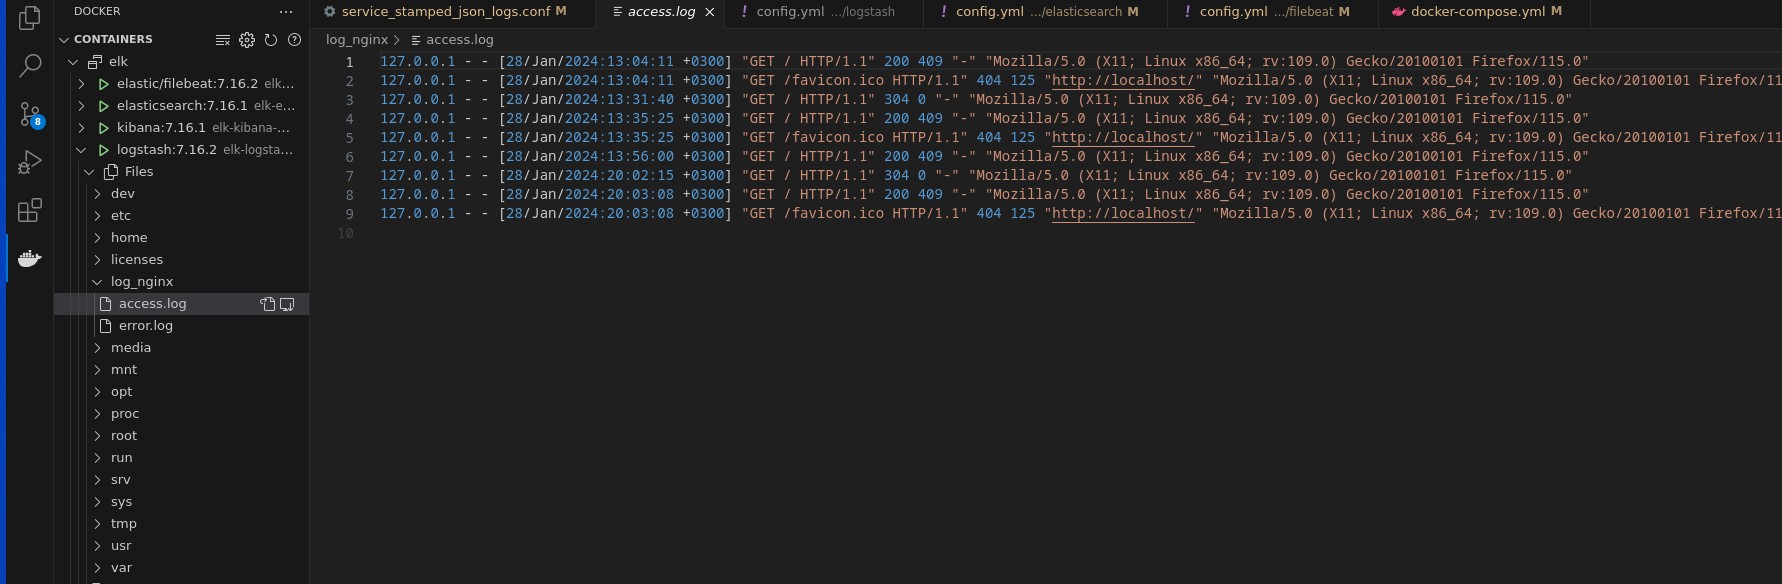 DOCKER ···
CONTAINERS
elk
elastic/filebeat:7.16.2 elk...
elasticsearch:7.16.1 elk-e...
kibana:7.16.1 elk-kibana-...
logstash:7.16.2 elk-logsta...
Files
dev
etc
home
licenses
log_nginx
access.log
error.log
media
mnt
opt
proc
root
run
srv
sys
tmp
usr
var
8
service_stamped_json_logs.conf M
access.log
! config.yml .../logstash
! config.yml .../elasticsearch M
! config.yml .../filebeat M
docker-compose.yml M
log_nginx > access.log
1 127.0.0.1 - - [28/Jan/2024:13:04:11 +0300] "GET / HTTP/1.1" 200 409 "-" "Mozilla/5.0 (X11; Linux x86_64; rv:109.0) Gecko/20100101 Firefox/115.0"
2 127.0.0.1 - - [28/Jan/2024:13:04:11 +0300] "GET /favicon.ico HTTP/1.1" 404 125 "http://localhost/" "Mozilla/5.0 (X11; Linux x86_64; rv:109.0) Gecko/20100101 Firefox/11
3 127.0.0.1 - - [28/Jan/2024:13:31:40 +0300] "GET / HTTP/1.1" 304 0 "-" "Mozilla/5.0 (X11; Linux x86_64; rv:109.0) Gecko/20100101 Firefox/115.0"
4 127.0.0.1 - - [28/Jan/2024:13:35:25 +0300] "GET / HTTP/1.1" 200 409 "-" "Mozilla/5.0 (X11; Linux x86_64; rv:109.0) Gecko/20100101 Firefox/115.0"
5 127.0.0.1 - - [28/Jan/2024:13:35:25 +0300] "GET /favicon.ico HTTP/1.1" 404 125 "http://localhost/" "Mozilla/5.0 (X11; Linux x86_64; rv:109.0) Gecko/20100101 Firefox/11
6 127.0.0.1 - - [28/Jan/2024:13:56:00 +0300] "GET / HTTP/1.1" 200 409 "-" "Mozilla/5.0 (X11; Linux x86_64; rv:109.0) Gecko/20100101 Firefox/115.0"
7 127.0.0.1 - - [28/Jan/2024:20:02:15 +0300] "GET / HTTP/1.1" 304 0 "-" "Mozilla/5.0 (X11; Linux x86_64; rv:109.0) Gecko/20100101 Firefox/115.0"
8 127.0.0.1 - - [28/Jan/2024:20:03:08 +0300] "GET / HTTP/1.1" 200 409 "-" "Mozilla/5.0 (X11; Linux x86_64; rv:109.0) Gecko/20100101 Firefox/115.0"
9 127.0.0.1 - - [28/Jan/2024:20:03:08 +0300] "GET /favicon.ico HTTP/1.1" 404 125 "http://localhost/" "Mozilla/5.0 (X11; Linux x86_64; rv:109.0) Gecko/20100101 Firefox/11
10